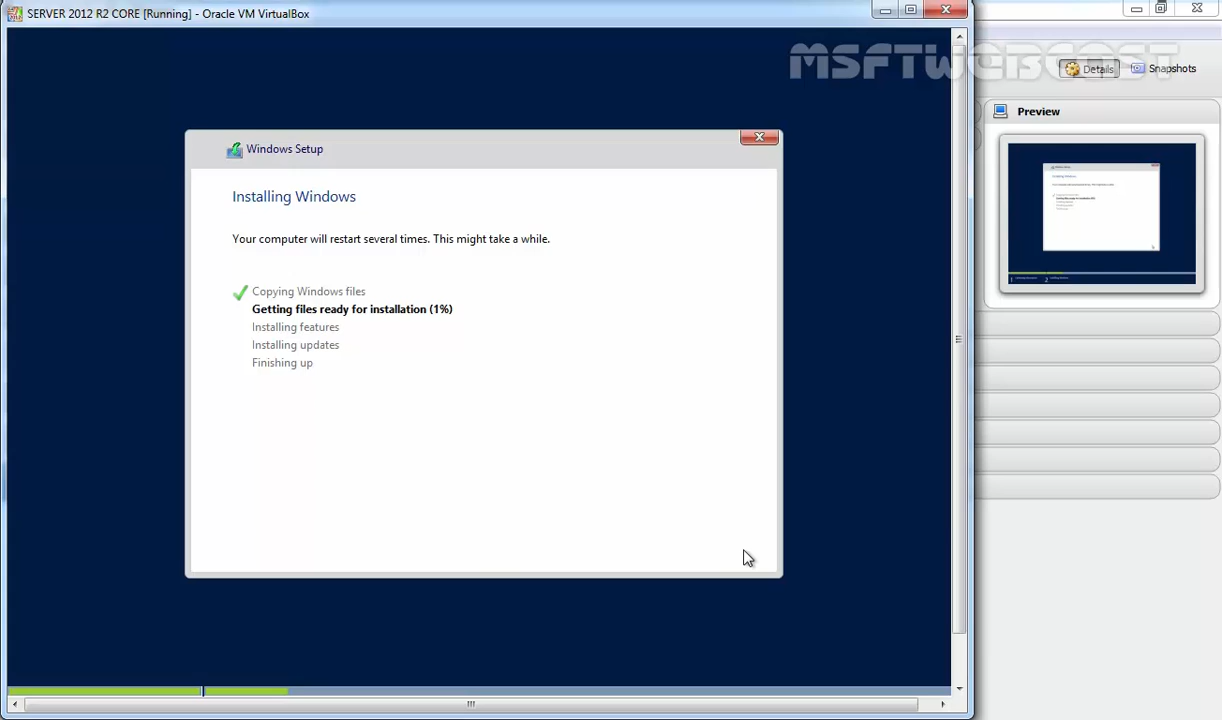 SERVER 2012 R2 CORE [Running] - Oracle VM VirtualBox
MSFTWEBCAST
Details
Snapshots
Preview
Windows Setup
Installing Windows
Your computer will restart several times. This might take a while.
Copying Windows files
Getting files ready for installation (1%)
Installing features
Installing updates
Finishing up